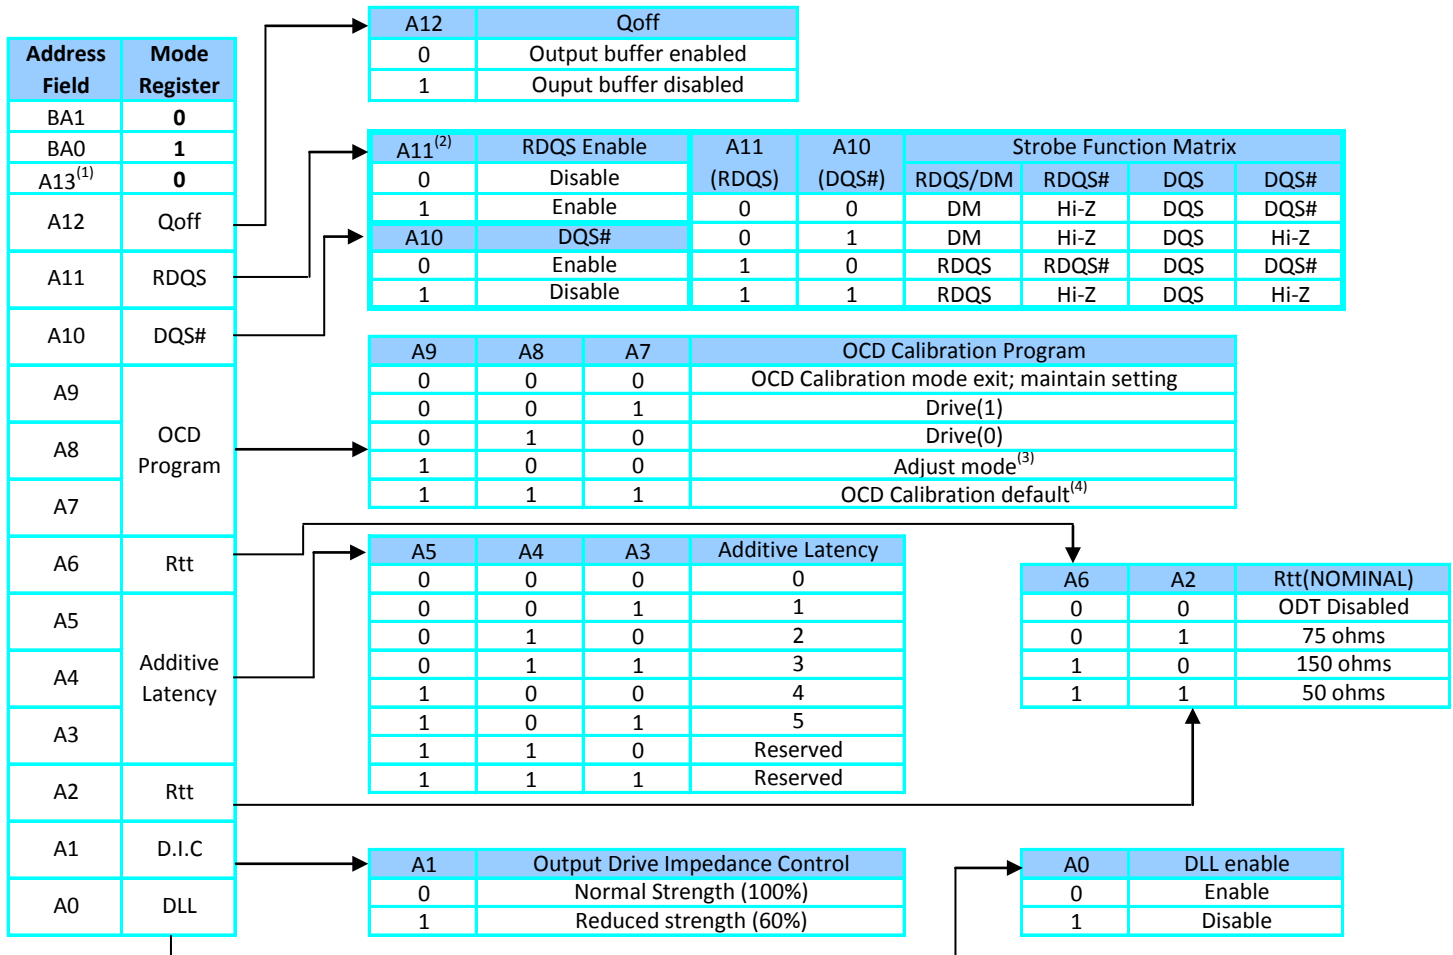 Address Field | Mode Register
BA1 | 0
BA0 | 1
A13(1) | 0
A12 | Qoff
A11 | RDQS
A10 | DQS#
A9
A8 | OCD Program
A7
A6 | Rtt
A5
A4 | Additive Latency
A3
A2 | Rtt
A1 | D.I.C
A0 | DLL
A12 | Qoff
0 | Output buffer enabled
1 | Ouput buffer disabled
A11(2) | RDQS Enable
0 | Disable
1 | Enable
A10 | DQS#
0 | Enable
1 | Disable
A11 (RDQS) | A10 (DQS#) | Strobe Function Matrix
RDQS/DM | RDQS# | DQS | DQS#
0 | 0 | DM | Hi-Z | DQS | DQS#
0 | 1 | DM | Hi-Z | DQS | Hi-Z
1 | 0 | RDQS | RDQS# | DQS | DQS#
1 | 1 | RDQS | Hi-Z | DQS | Hi-Z
A9 | A8 | A7 | OCD Calibration Program
0 | 0 | 0 | OCD Calibration mode exit; maintain setting
0 | 0 | 1 | Drive(1)
0 | 1 | 0 | Drive(0)
1 | 0 | 0 | Adjust mode(3)
1 | 1 | 1 | OCD Calibration default(4)
A5 | A4 | A3 | Additive Latency
0 | 0 | 0 | 0
0 | 0 | 1 | 1
0 | 1 | 0 | 2
0 | 1 | 1 | 3
1 | 0 | 0 | 4
1 | 0 | 1 | 5
1 | 1 | 0 | Reserved
1 | 1 | 1 | Reserved
A6 | A2 | Rtt(NOMINAL)
0 | 0 | ODT Disabled
0 | 1 | 75 ohms
1 | 0 | 150 ohms
1 | 1 | 50 ohms
A1 | Output Drive Impedance Control
0 | Normal Strength (100%)
1 | Reduced strength (60%)
A0 | DLL enable
0 | Enable
1 | Disable